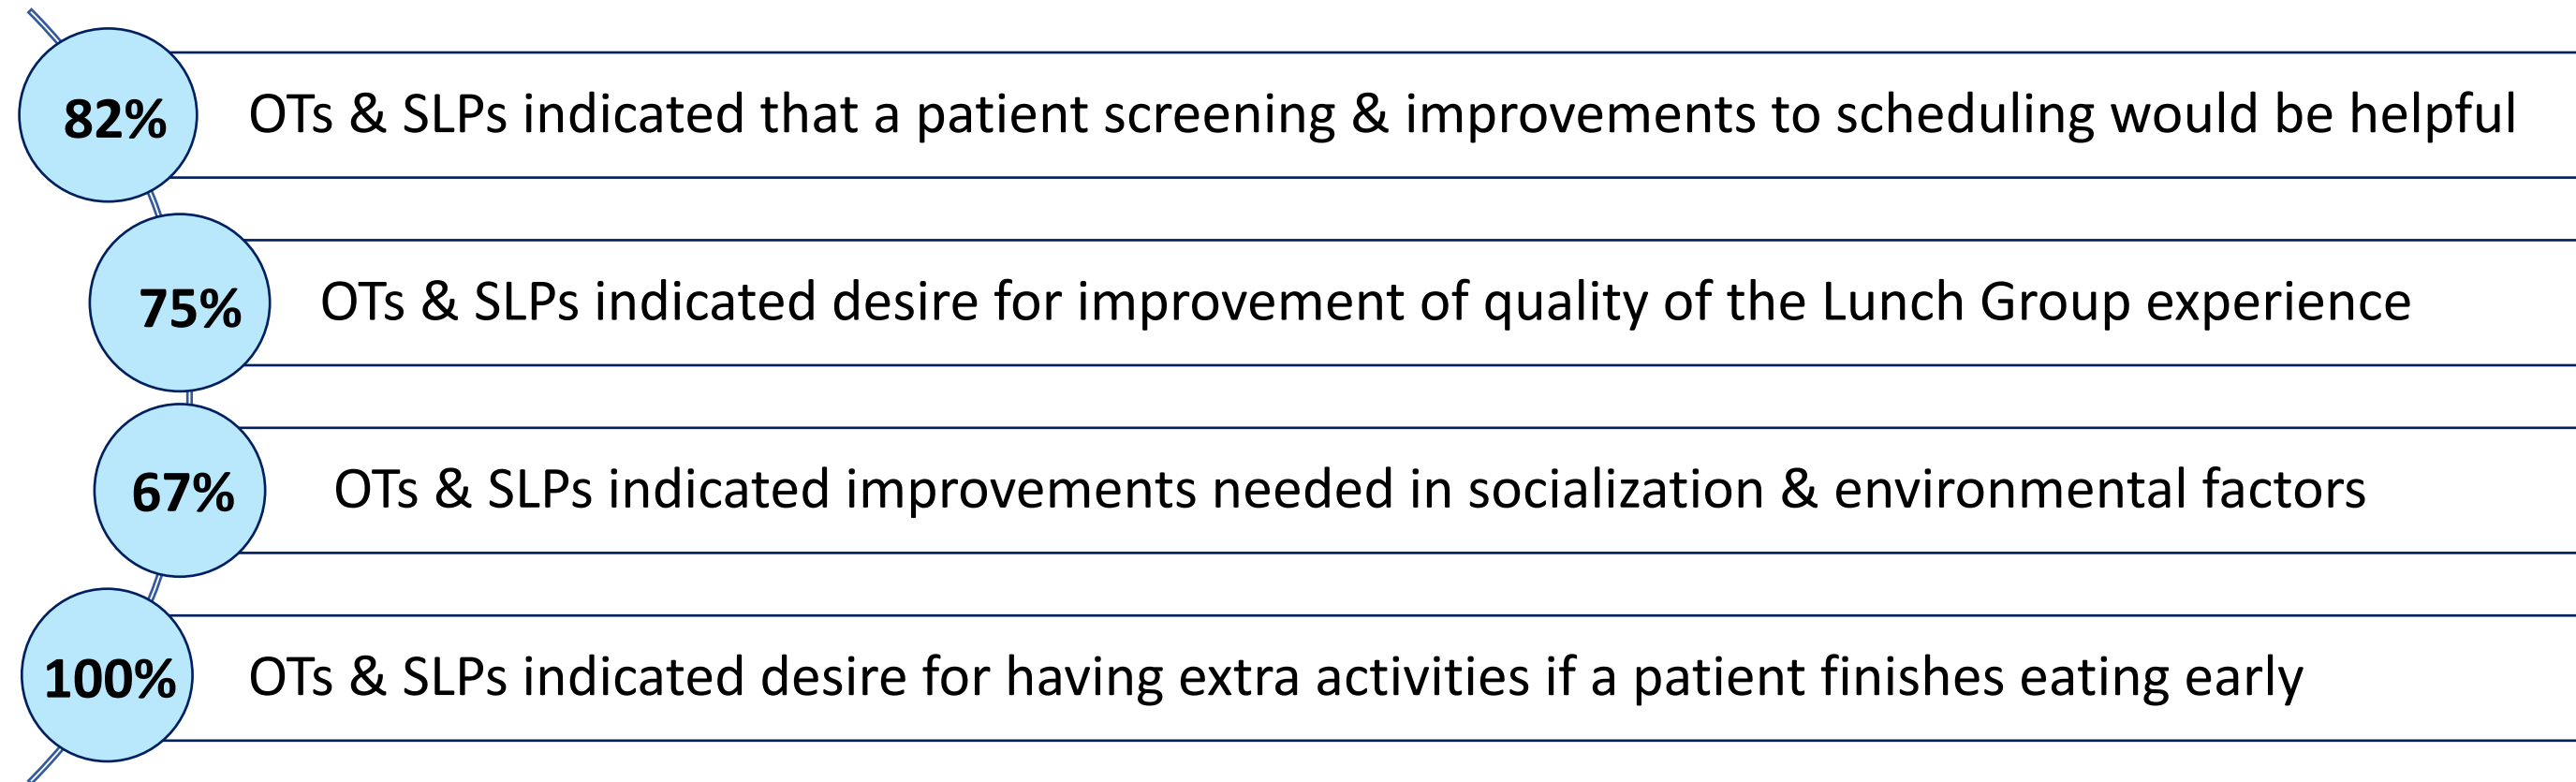 82% OTs & SLPs indicated that a patient screening & improvements to scheduling would be helpful
75% OTs & SLPs indicated desire for improvement of quality of the Lunch Group experience
67% OTs & SLPs indicated improvements needed in socialization & environmental factors
100% OTs & SLPs indicated desire for having extra activities if a patient finishes eating early